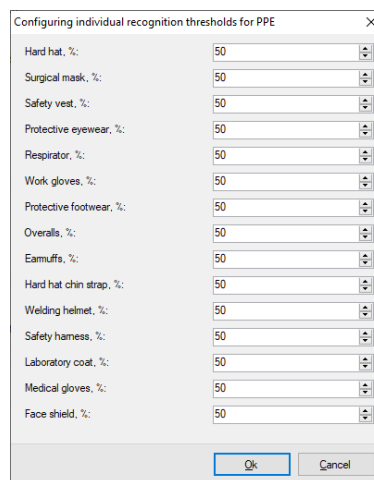 Configuring individual recognition thresholds for PPE
Hard hat, %: 50
Surgical mask, %: 50
Safety vest, %: 50
Protective eyewear, %: 50
Respirator, %: 50
Work gloves, %: 50
Protective footwear, %: 50
Overalls, %: 50
Earmuffs, %: 50
Hard hat chin strap, %: 50
Welding helmet, %: 50
Safety harness, %: 50
Laboratory coat, %: 50
Medical gloves, %: 50
Face shield, %: 50
Ok Cancel